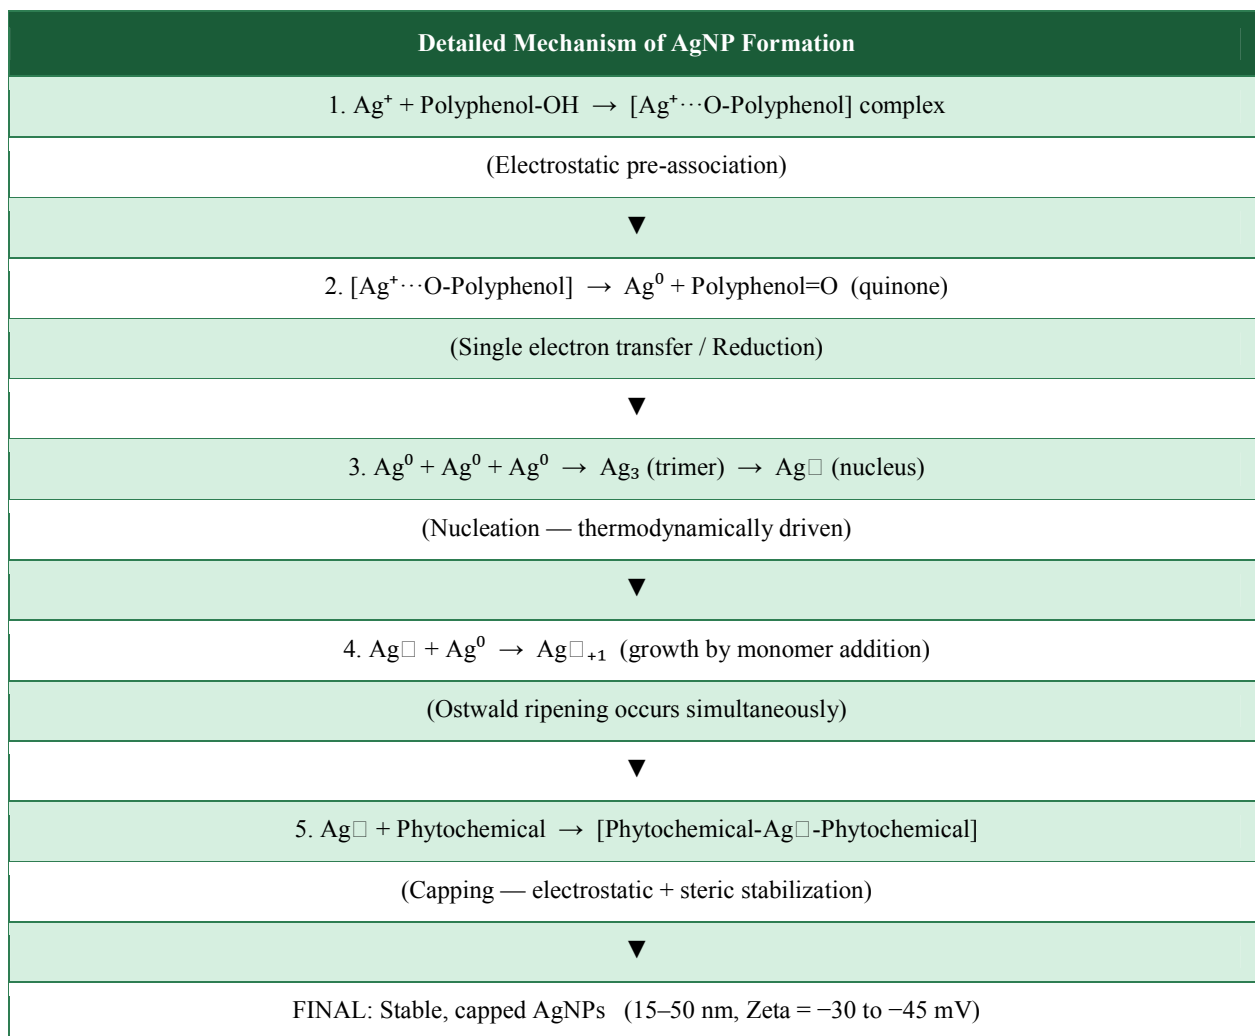 Detailed Mechanism of AgNP Formation
1. Ag⁺ + Polyphenol-OH → [Ag⁺···O-Polyphenol] complex
(Electrostatic pre-association)
▼
2. [Ag⁺···O-Polyphenol] → Ag⁰ + Polyphenol=O (quinone)
(Single electron transfer / Reduction)
▼
3. Ag⁰ + Ag⁰ + Ag⁰ → Ag₃ (trimer) → Ag□ (nucleus)
(Nucleation — thermodynamically driven)
▼
4. Ag□ + Ag⁰ → Ag□₊₁ (growth by monomer addition)
(Ostwald ripening occurs simultaneously)
▼
5. Ag□ + Phytochemical → [Phytochemical-Ag□-Phytochemical]
(Capping — electrostatic + steric stabilization)
▼
FINAL: Stable, capped AgNPs (15–50 nm, Zeta = −30 to −45 mV)